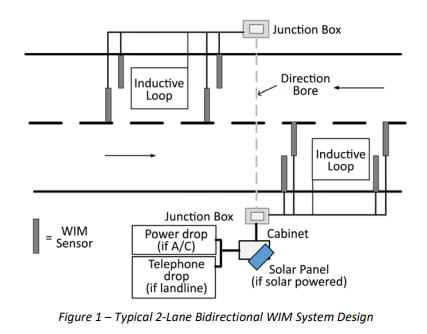 Junction Box
Inductive
Loop
Direction
Bore
Inductive
Loop
Junction Box
= WIM
Sensor
Power drop
(if A/C)
Cabinet
Telephone
drop
(if landline)
Solar Panel
(if solar powered)
Figure 1 – Typical 2-Lane Bidirectional WIM System Design